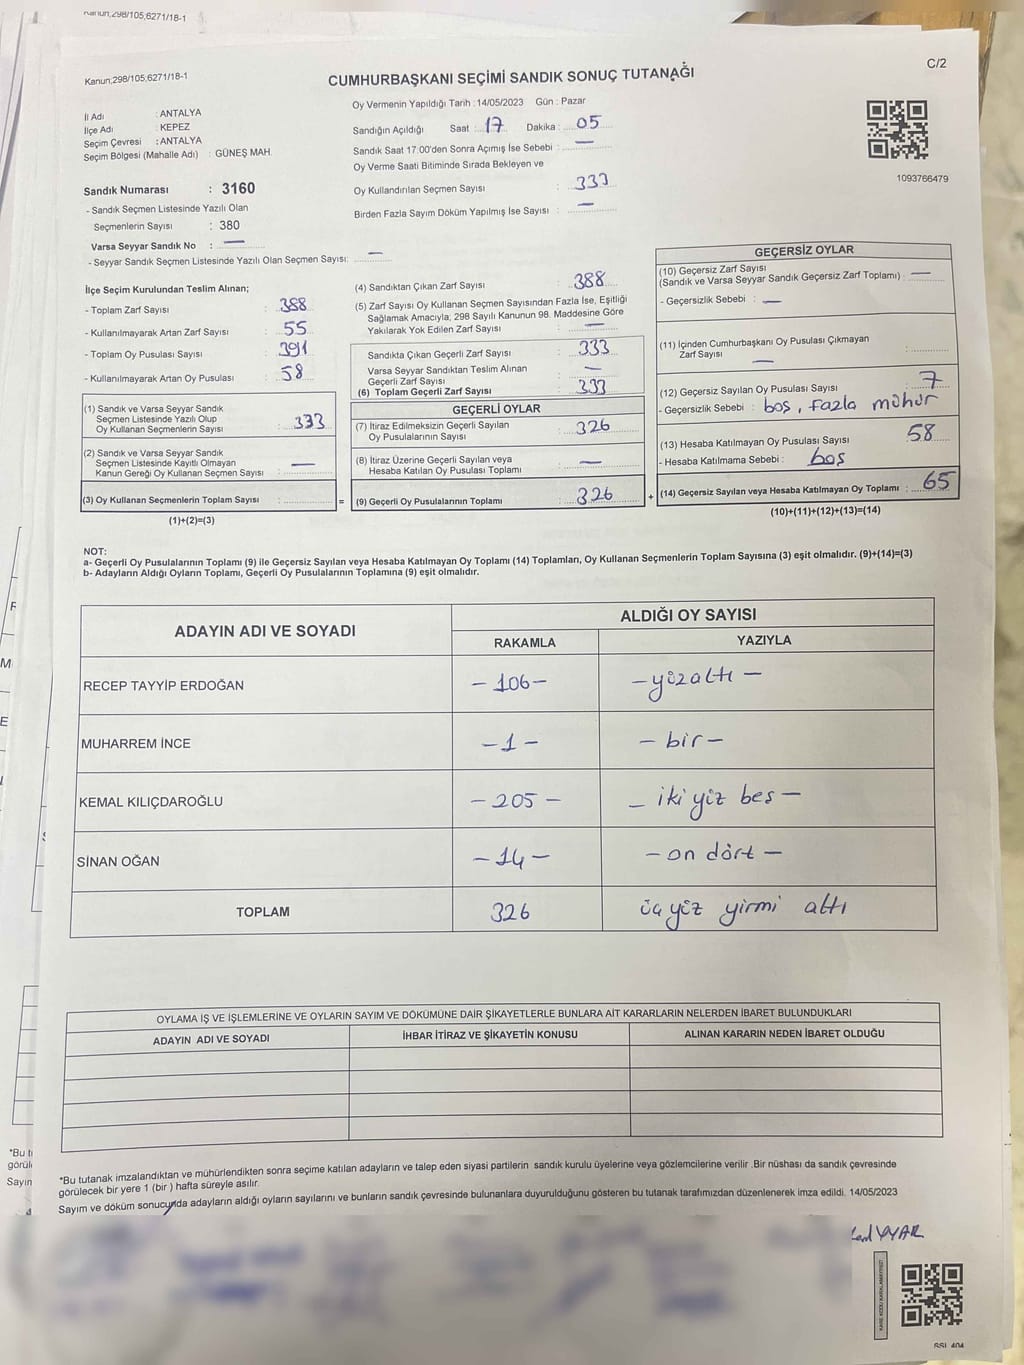 Kanun;298/105;6271/18-1
Kanun;298/105;6271/18-1
C/2
CUMHURBAŞKANI SEÇİMİ SANDIK SONUÇ TUTANAĞI
İl Adı : ANTALYA
İlçe Adı : KEPEZ
Seçim Çevresi : ANTALYA
Seçim Bölgesi (Mahalle Adı) : GÜNEŞ MAH.
Sandık Numarası : 3160
- Sandık Seçmen Listesinde Yazılı Olan
Seçmenlerin Sayısı : 380
Varsa Seyyar Sandık No : —
- Seyyar Sandık Seçmen Listesinde Yazılı Olan Seçmen Sayısı: —
Oy Vermenin Yapıldığı Tarih : 14/05/2023 Gün : Pazar
Sandığın Açıldığı Saat : 17 Dakika : 05
Sandık Saat 17:00'den Sonra Açımış İse Sebebi : —
Oy Verme Saati Bitiminde Sırada Bekleyen ve
Oy Kullandırılan Seçmen Sayısı : 333
Birden Fazla Sayım Döküm Yapılmış İse Sayısı : —
1093766479
İlçe Seçim Kurulundan Teslim Alınan;
- Toplam Zarf Sayısı : 388
- Kullanılmayarak Artan Zarf Sayısı : 55
- Toplam Oy Pusulası Sayısı : 391
- Kullanılmayarak Artan Oy Pusulası : 58
(1) Sandık ve Varsa Seyyar Sandık
Seçmen Listesinde Yazılı Olup
Oy Kullanan Seçmenlerin Sayısı : 333
(2) Sandık ve Varsa Seyyar Sandık
Seçmen Listesinde Kayıtlı Olmayan
Kanun Gereği Oy Kullanan Seçmen Sayısı : —
(3) Oy Kullanan Seçmenlerin Toplam Sayısı :
(1)+(2)=(3)
(4) Sandıktan Çıkan Zarf Sayısı : 388
(5) Zarf Sayısı Oy Kullanan Seçmen Sayısından Fazla İse, Eşitliği
Sağlamak Amacıyla; 298 Sayılı Kanunun 98. Maddesine Göre
Yakılarak Yok Edilen Zarf Sayısı : —
Sandıkta Çıkan Geçerli Zarf Sayısı : 333
Varsa Seyyar Sandıktan Teslim Alınan
Geçerli Zarf Sayısı : —
(6) Toplam Geçerli Zarf Sayısı : 333
GEÇERLİ OYLAR
(7) İtiraz Edilmeksizin Geçerli Sayılan
Oy Pusulalarının Sayısı : 326
(8) İtiraz Üzerine Geçerli Sayılan veya
Hesaba Katılan Oy Pusulası Toplamı : —
= (9) Geçerli Oy Pusulalarının Toplamı : 326 +
GEÇERSİZ OYLAR
(10) Geçersiz Zarf Sayısı
(Sandık ve Varsa Seyyar Sandık Geçersiz Zarf Toplamı) : —
- Geçersizlik Sebebi : —
(11) İçinden Cumhurbaşkanı Oy Pusulası Çıkmayan
Zarf Sayısı : —
(12) Geçersiz Sayılan Oy Pusulası Sayısı : 7
- Geçersizlik Sebebi : boş, Fazla mühür
(13) Hesaba Katılmayan Oy Pusulası Sayısı : 58
- Hesaba Katılmama Sebebi : boş
(14) Geçersiz Sayılan veya Hesaba Katılmayan Oy Toplamı : 65
(10)+(11)+(12)+(13)=(14)
NOT:
a- Geçerli Oy Pusulalarının Toplamı (9) ile Geçersiz Sayılan veya Hesaba Katılmayan Oy Toplamı (14) Toplamları, Oy Kullanan Seçmenlerin Toplam Sayısına (3) eşit olmalıdır. (9)+(14)=(3)
b- Adayların Aldığı Oyların Toplamı, Geçerli Oy Pusulalarının Toplamına (9) eşit olmalıdır.
ADAYIN ADI VE SOYADI ALDIĞI OY SAYISI
RAKAMLA YAZIYLA
RECEP TAYYİP ERDOĞAN - 106 - - yüzaltı -
MUHARREM İNCE - 1 - - bir -
KEMAL KILIÇDAROĞLU - 205 - - iki yüz beş -
SİNAN OĞAN - 14 - - on dört -
TOPLAM 326 üç yüz yirmi altı
OYLAMA İŞ VE İŞLEMLERİNE VE OYLARIN SAYIM VE DÖKÜMÜNE DAİR ŞİKAYETLERLE BUNLARA AİT KARARLARIN NELERDEN İBARET BULUNDUKLARI
ADAYIN ADI VE SOYADI İHBAR İTİRAZ VE ŞİKAYETİN KONUSU ALINAN KARARIN NEDEN İBARET OLDUĞU
*Bu tutanak imzalandıktan ve mühürlendikten sonra seçime katılan adayların ve talep eden siyasi partilerin sandık kurulu üyelerine veya gözlemcilerine verilir .Bir nüshası da sandık çevresinde
görülecek bir yere 1 (bir ) hafta süreyle asılır.
Sayım ve döküm sonucunda adayların aldığı oyların sayılarını ve bunların sandık çevresinde bulunanlara duyurulduğunu gösteren bu tutanak tarafımızdan düzenlenerek imza edildi. 14/05/2023
KARE KODU KARALAMAYINIZ!